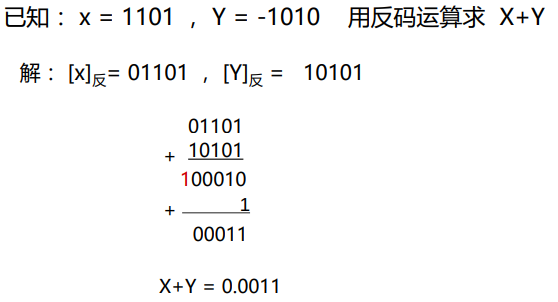 已知：x = 1101 ，Y = -1010 用反码运算求 X+Y
解：[x]反= 01101 ，[Y]反 = 10101
01101
+ 10101
100010
+ 1
00011
X+Y = 0.0011